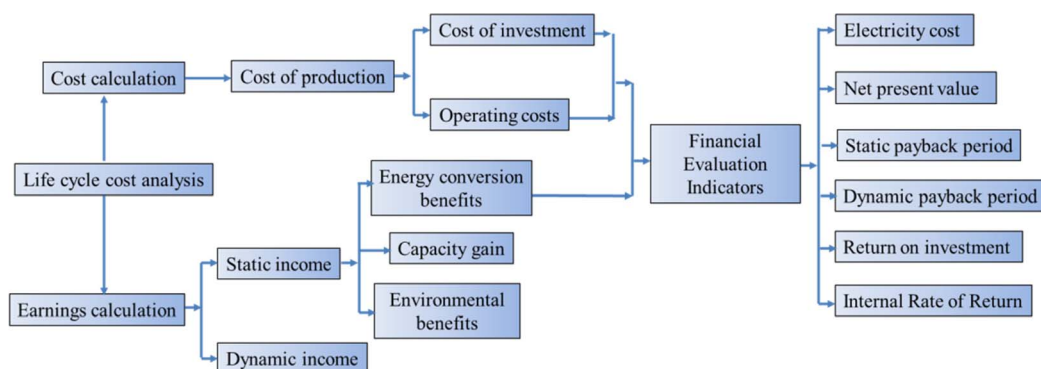 Cost of investment
Electricity cost
Cost calculation
Cost of production
Net present value
Operating costs
Financial
Evaluation
Indicators
Static payback period
Life cycle cost analysis
Energy conversion
benefits
Dynamic payback period
Static income
Capacity gain
Return on investment
Earnings calculation
Environmental
benefits
Internal Rate of Return
Dynamic income